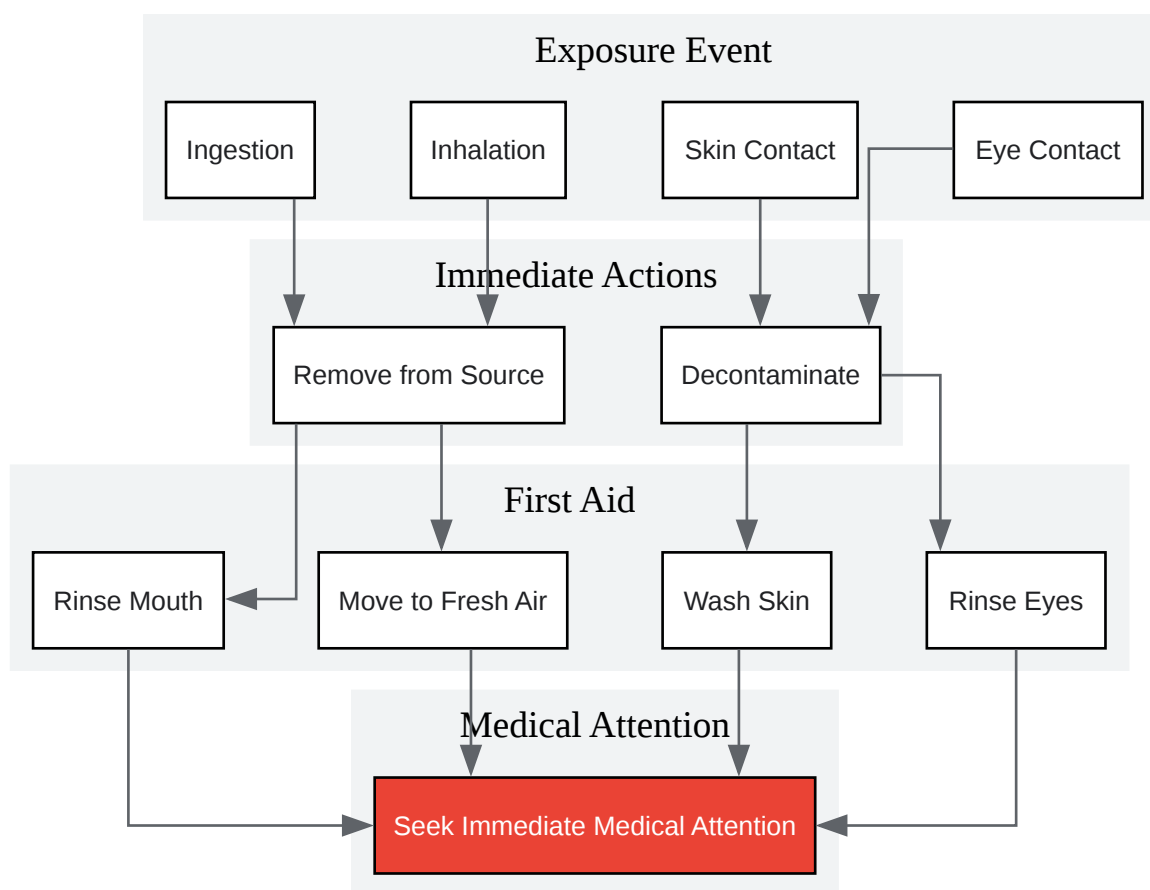 Exposure Event
Ingestion
Inhalation
Skin Contact
Eye Contact
Immediate Actions
Remove from Source
Decontaminate
First Aid
Rinse Mouth
Move to Fresh Air
Wash Skin
Rinse Eyes
Medical Attention
Seek Immediate Medical Attention